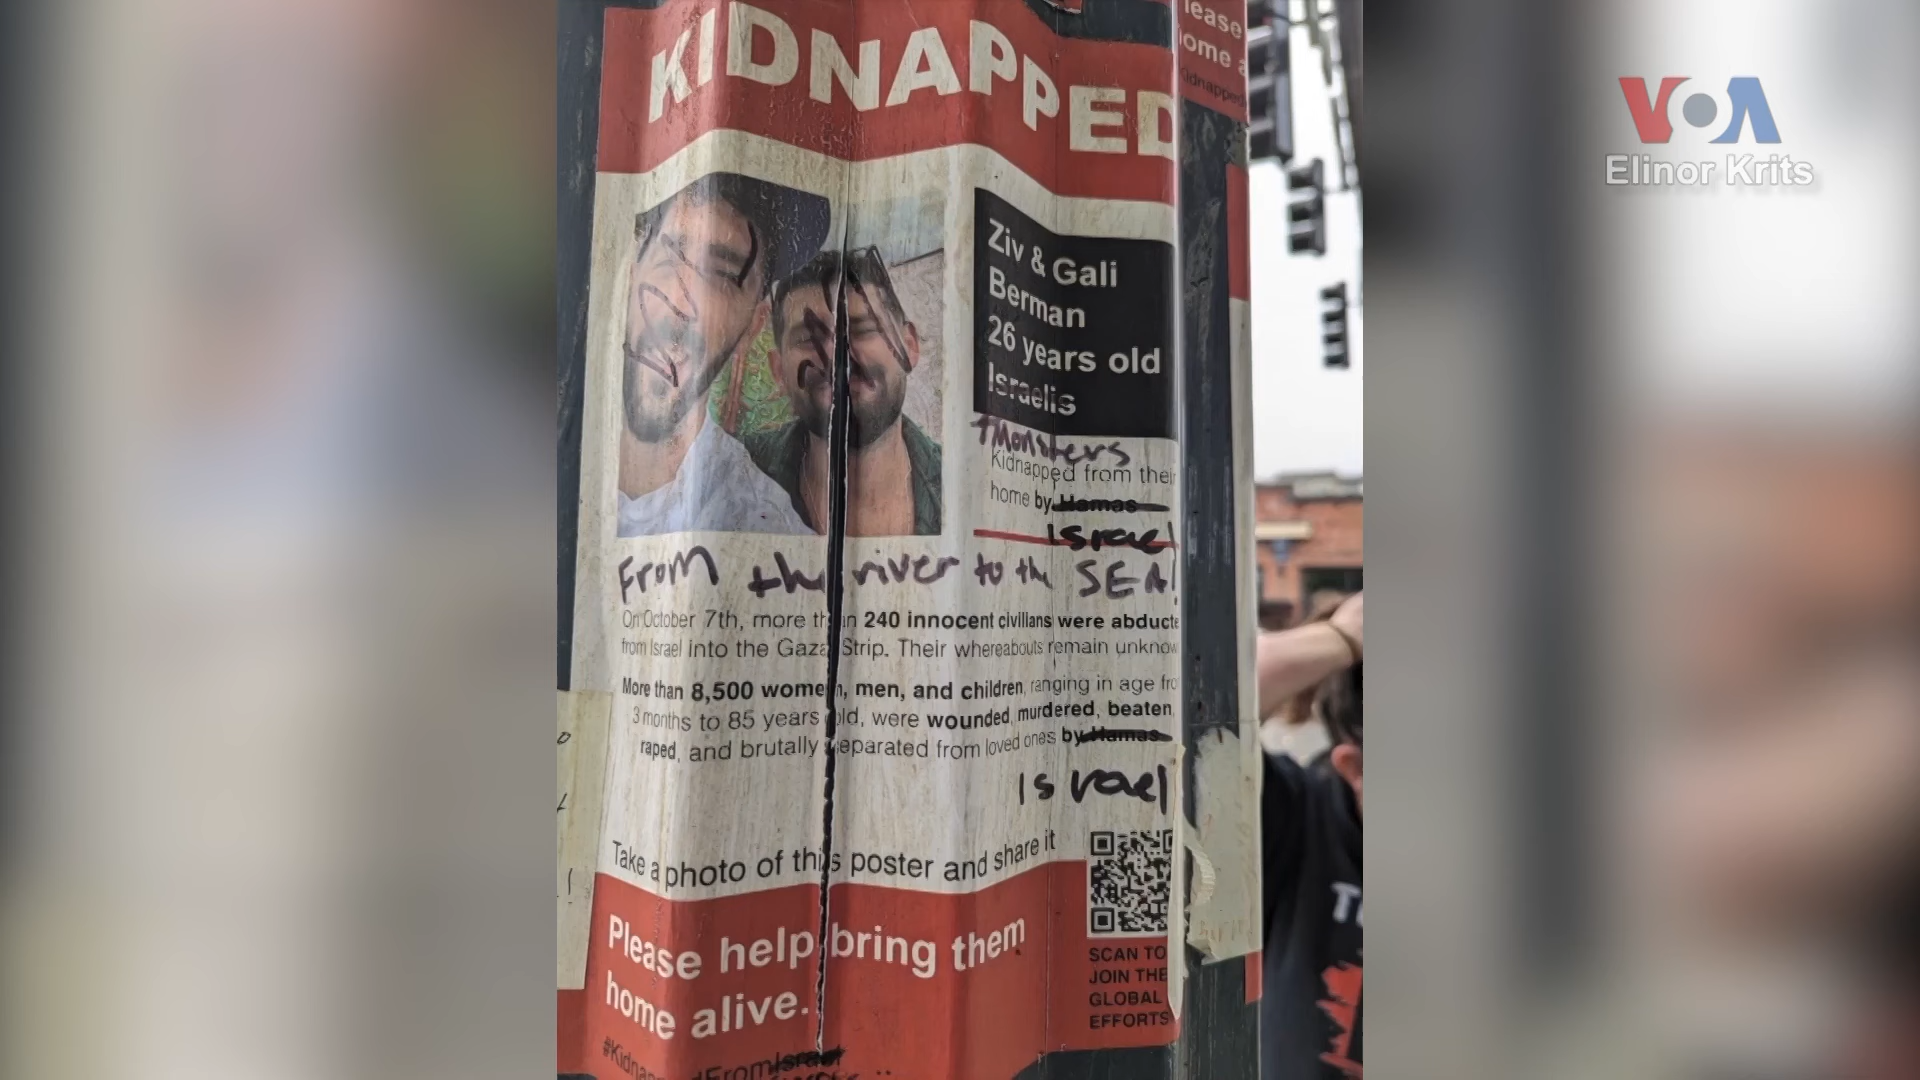 KIDNAPPED
lease
ome a
Kidnapped
VOA
Elinor Krits
Ziv & Gali
Berman
26 years old
Israelis
+Monsters
Kidnapped from their
home by Hamas
Israel
From the river to the SEA!
On October 7th, more than 240 innocent civilians were abducte
from Israel into the Gaza Strip. Their whereabouts remain unknow
More than 8,500 women, men, and children, ranging in age fro
3 months to 85 years old, were wounded, murdered, beaten,
raped, and brutally separated from loved ones by Hamas
Israel
Take a photo of this poster and share it
Please help bring them
home alive.
SCAN TO
JOIN THE
GLOBAL
EFFORTS
#KidnappedFromIsrael